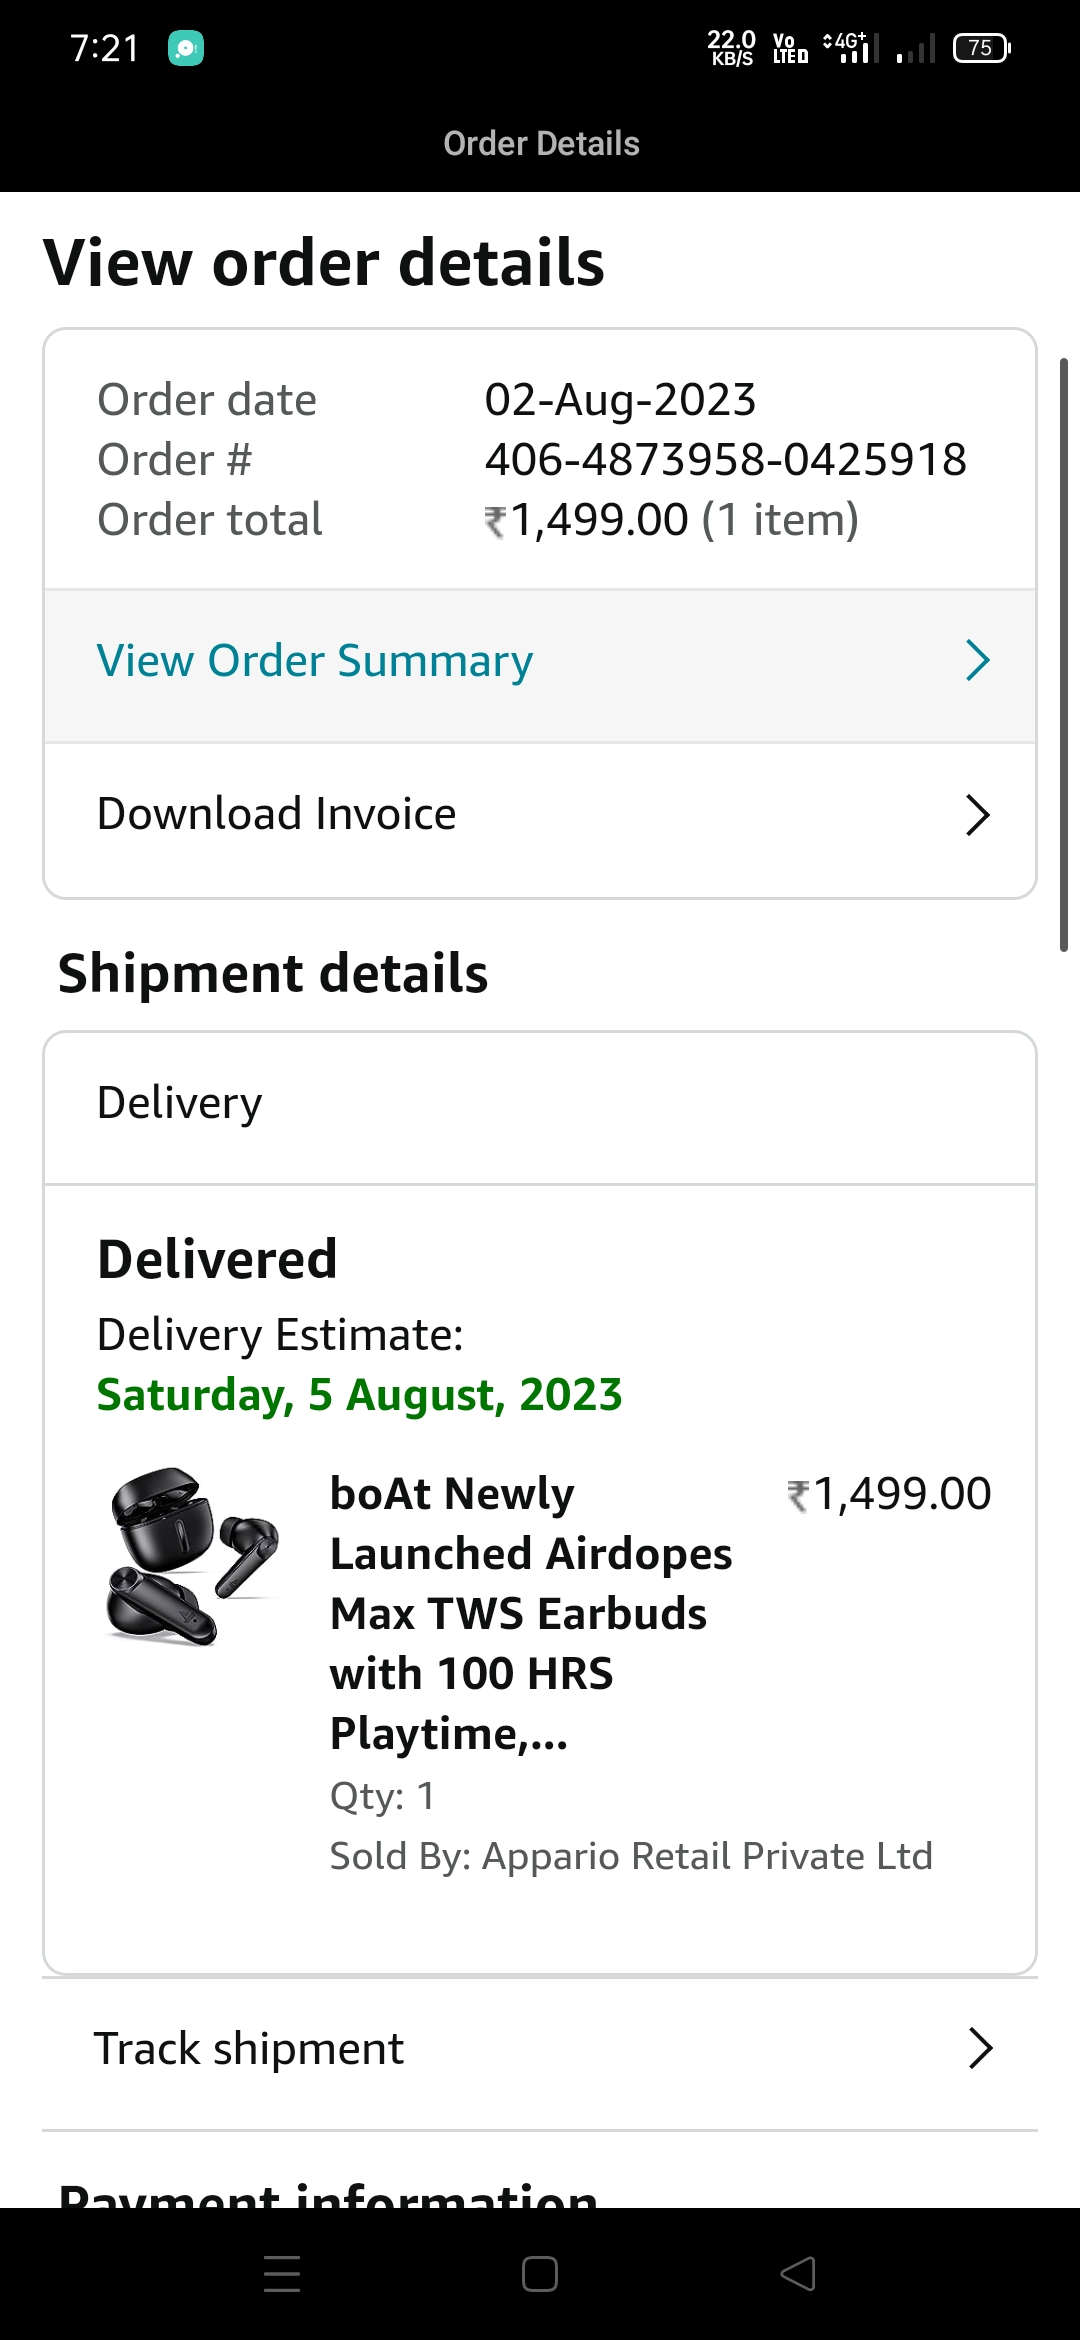 7:21
22.0 KB/S Vo LTED 4G+ 75
Order Details
View order details
Order date 02-Aug-2023
Order # 406-4873958-0425918
Order total ₹1,499.00 (1 item)
View Order Summary
Download Invoice
Shipment details
Delivery
Delivered
Delivery Estimate:
Saturday, 5 August, 2023
boAt Newly ₹1,499.00
Launched Airdopes
Max TWS Earbuds
with 100 HRS
Playtime,...
Qty: 1
Sold By: Appario Retail Private Ltd
Track shipment
Payment information